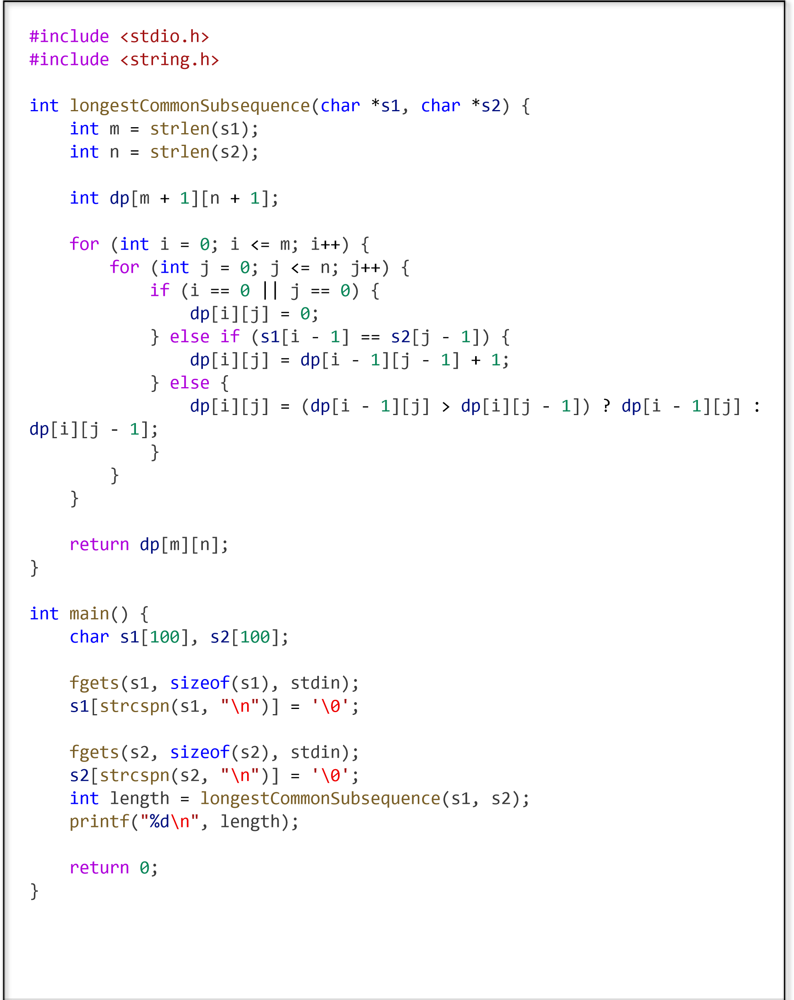 #include <stdio.h>
#include <string.h>

int longestCommonSubsequence(char *s1, char *s2) {
    int m = strlen(s1);
    int n = strlen(s2);

    int dp[m + 1][n + 1];

    for (int i = 0; i <= m; i++) {
        for (int j = 0; j <= n; j++) {
            if (i == 0 || j == 0) {
                dp[i][j] = 0;
            } else if (s1[i - 1] == s2[j - 1]) {
                dp[i][j] = dp[i - 1][j - 1] + 1;
            } else {
                dp[i][j] = (dp[i - 1][j] > dp[i][j - 1]) ? dp[i - 1][j] :
dp[i][j - 1];
            }
        }
    }

    return dp[m][n];
}

int main() {
    char s1[100], s2[100];

    fgets(s1, sizeof(s1), stdin);
    s1[strcspn(s1, "\n")] = '\0';

    fgets(s2, sizeof(s2), stdin);
    s2[strcspn(s2, "\n")] = '\0';
    int length = longestCommonSubsequence(s1, s2);
    printf("%d\n", length);

    return 0;
}